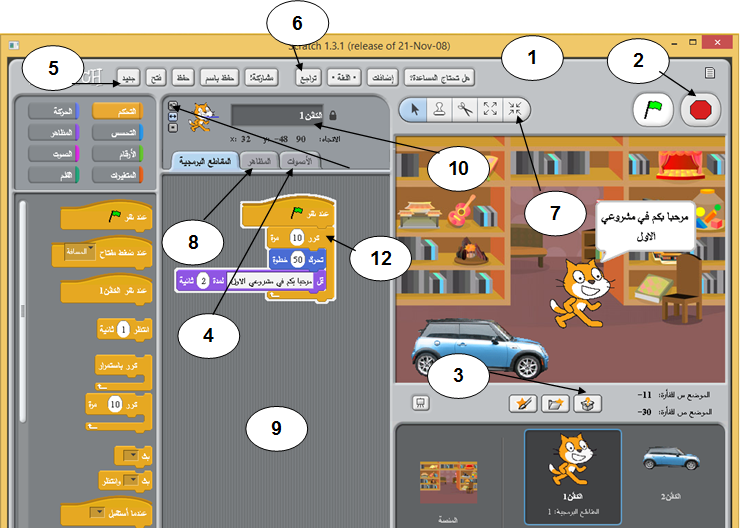 6
Scratch 1.3.1 (release of 21-Nov-08)
1
2
5
جديد
فتح
حفظ
حفظ باسم
مشاركة!
تراجع
• اللغة •
إضافات
هل تحتاج المساعدة؟
التحكم
الحركة
التحسس
المظاهر
الأرقام
الصوت
المتغيرات
القلم
الكائن1
x: 32 y: -48 90 الاتجاه:
10
7
المقاطع البرمجية
المظاهر
الأصوات
8
4
12
9
3
عند نقر
كرر 10 مرة
تحرك 50 خطوة
قل مرحبا بكم في مشروعي الاول لمدة 2 ثانية
عند نقر
عند ضغط مفتاح المسافة
عند نقر الكائن1
انتظر 1 ثانية
كرر باستمرار
كرر 10 مرة
بث
بث وانتظر
عندما أستقبل
مرحبا بكم في مشروعي
الاول
الموضع س للفأرة: -11
الموضع ص للفأرة: -30
المنصة
الكائن1
المقاطع البرمجية: 1
الكائن2